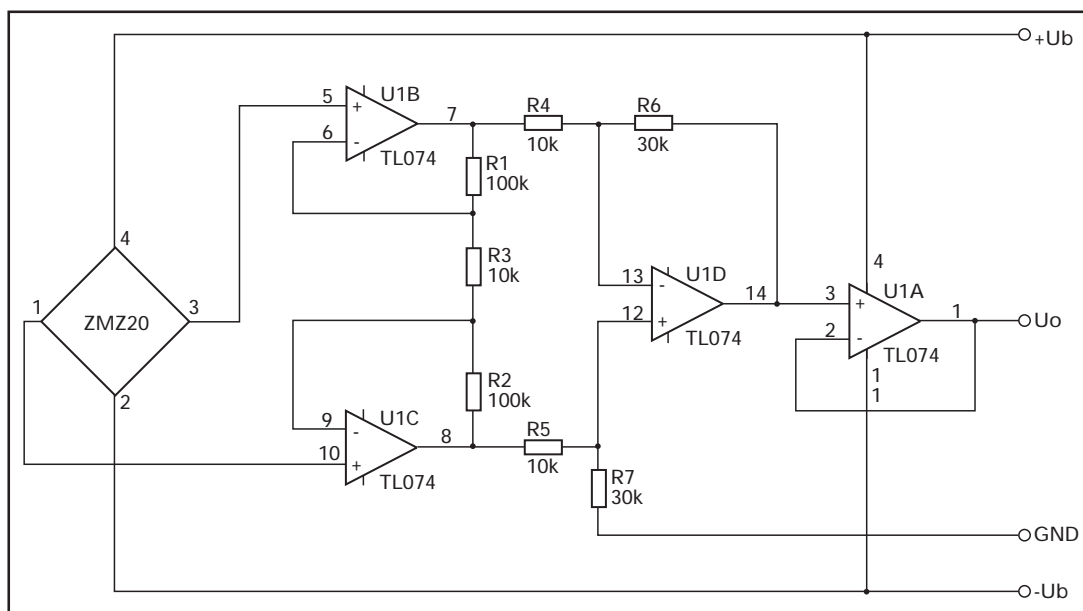 +Ub
U1B
5
+
6
-
7
TL074
R4
10k
R6
30k
R1
100k
4
1
ZMZ20
3
2
R3
10k
13
-
12
+
U1D
14
TL074
4
3
+
2
-
U1A
1
Uo
TL074
1
1
R2
100k
9
-
10
+
U1C
8
TL074
R5
10k
R7
30k
GND
-Ub